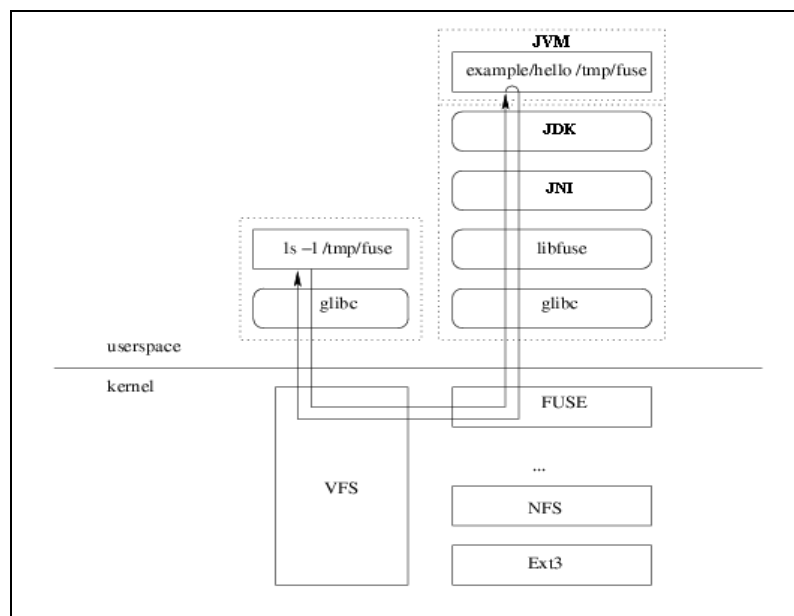 JVM
example/hello /tmp/fuse
JDK
JNI
ls –l /tmp/fuse
libfuse
glibc
glibc
userspace
kernel
FUSE
...
VFS
NFS
Ext3